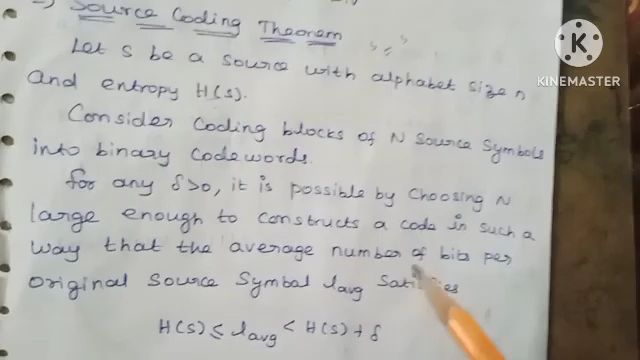 Source Coding Theorem
Let S be a source with alphabet size n
and entropy H(S).
Consider Coding blocks of N Source Symbols
into binary codewords.
for any δ>0, it is possible by choosing N
large enough to constructs a code in such a
way that the average number of bits per
original source symbal lavg Satisfies
H(S) ≤ lavg < H(S) + δ
KINEMASTER